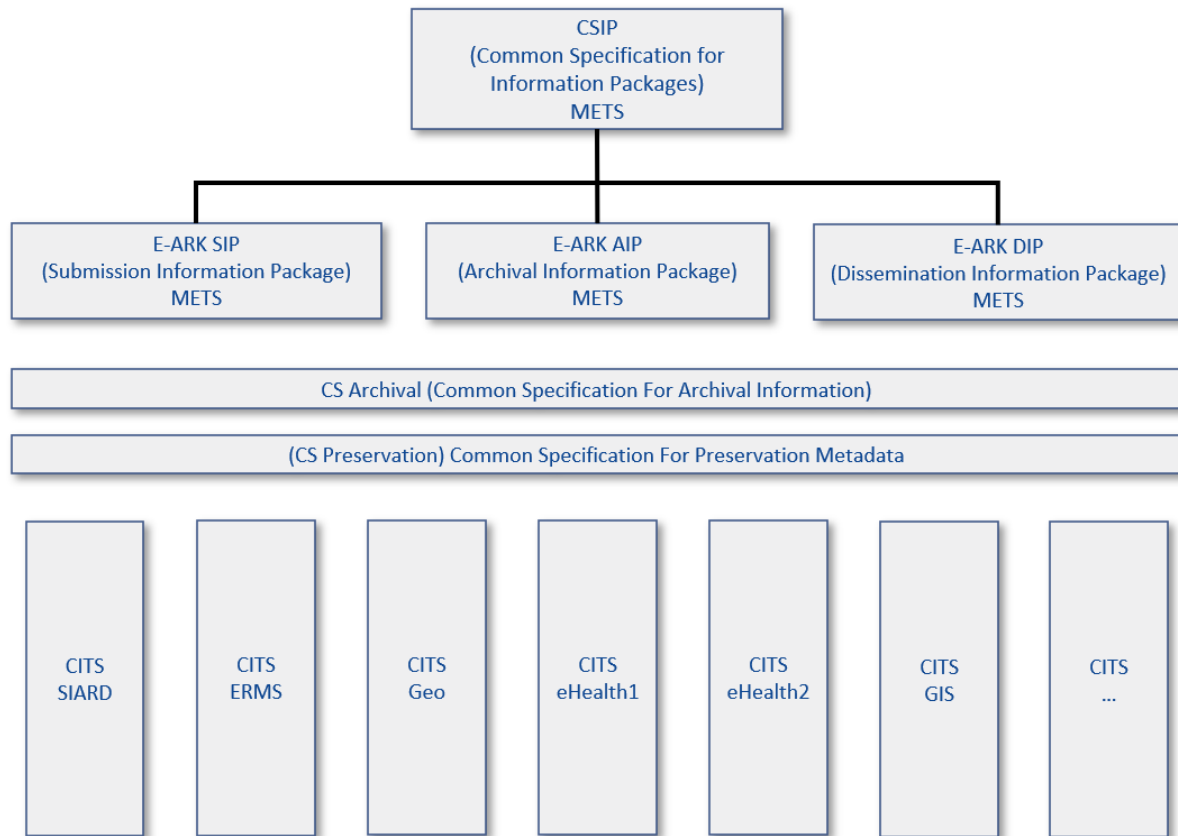 CSIP
(Common Specification for
Information Packages)
METS
E-ARK SIP
(Submission Information Package)
METS
E-ARK AIP
(Archival Information Package)
METS
E-ARK DIP
(Dissemination Information Package)
METS
CS Archival (Common Specification For Archival Information)
(CS Preservation) Common Specification For Preservation Metadata
CITS
SIARD
CITS
ERMS
CITS
Geo
CITS
eHealth1
CITS
eHealth2
CITS
GIS
CITS
...